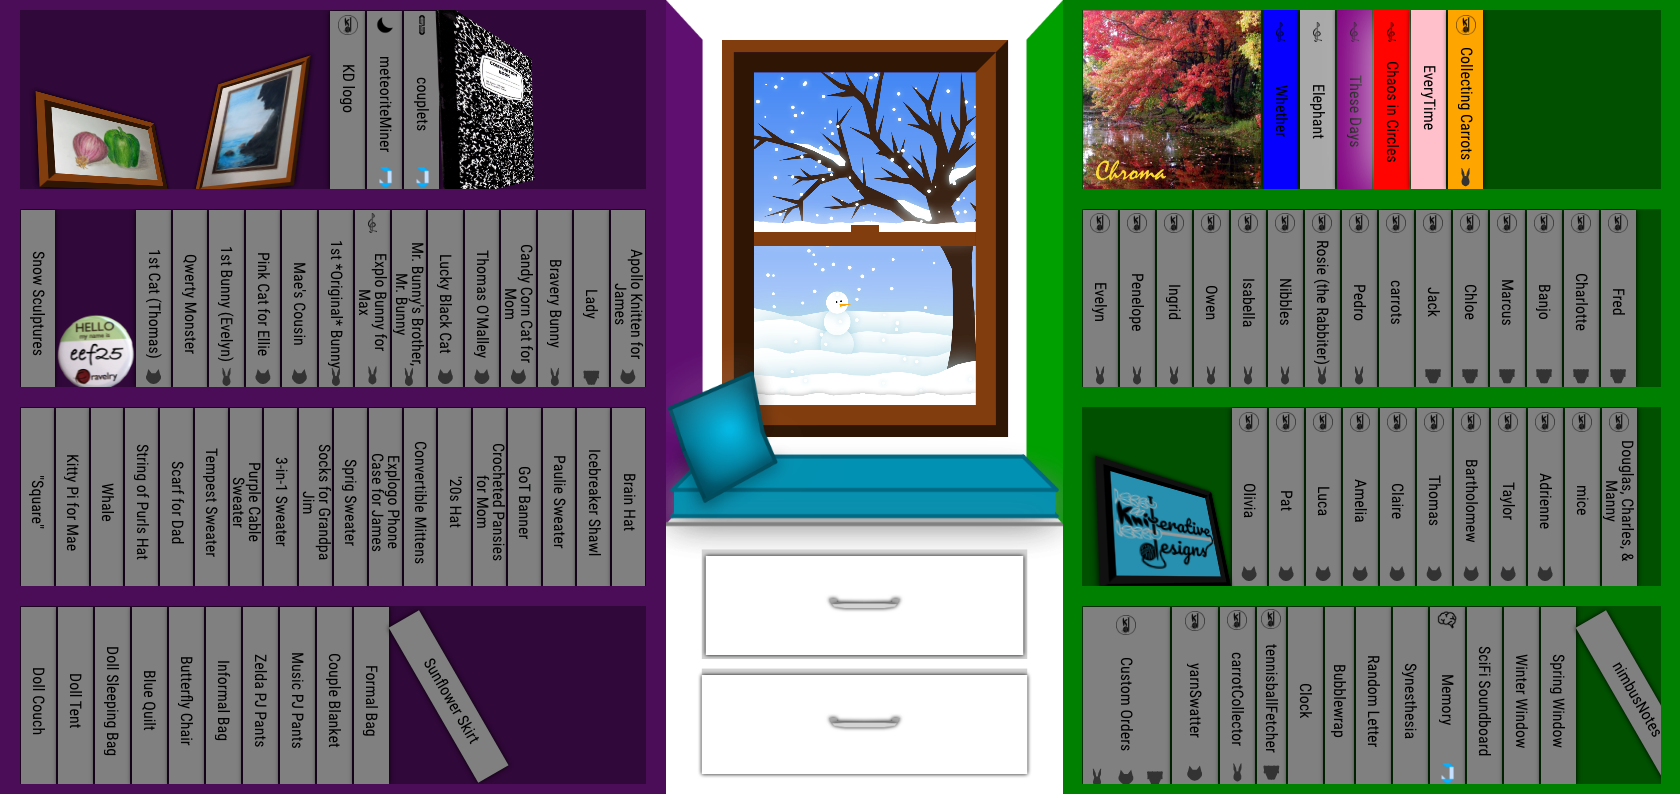 KD logo
meteoriteMiner
couplets
Snow Sculptures
HELLO
my name is
eef25
ravelry
1st Cat (Thomas)
Qwerty Monster
1st Bunny (Evelyn)
Pink Cat for Ellie
Mae's Cousin
1st *Original* Bunny
Explo Bunny for
Max
Mr. Bunny's Brother,
Mr. Bunny
Lucky Black Cat
Thomas O'Malley
Candy Corn Cat for
Mom
Bravery Bunny
Lady
Apollo Knitten for
James
"Square"
Kitty Pi for Mae
Whale
String of Purls Hat
Scarf for Dad
Tempest Sweater
Purple Cable
Sweater
3-in-1 Sweater
Socks for Grandpa
Jim
Sprig Sweater
Explogo Phone
Case for James
Convertible Mittens
'20s Hat
Crocheted Pansies
for Mom
GoT Banner
Paulie Sweater
Icebreaker Shawl
Brain Hat
Doll Couch
Doll Tent
Doll Sleeping Bag
Blue Quilt
Butterfly Chair
Informal Bag
Zelda PJ Pants
Music PJ Pants
Couple Blanket
Formal Bag
Sunflower Skirt
Chroma
Whether
Elephant
These Days
Chaos in Circles
EveryTime
Collecting Carrots
Evelyn
Penelope
Ingrid
Owen
Isabella
Nibbles
Rosie (the Rabbiter)
Pedro
carrots
Jack
Chloe
Marcus
Banjo
Charlotte
Fred
Kniterative
designs
Olivia
Pat
Luca
Amelia
Claire
Thomas
Bartholomew
Taylor
Adrienne
mice
Douglas, Charles, &
Manny
Custom Orders
yarnSwatter
carrotCollector
tennisballFetcher
Clock
Bubblewrap
Random Letter
Synesthesia
Memory
SciFi Soundboard
Winter Window
Spring Window
nimbusNotes